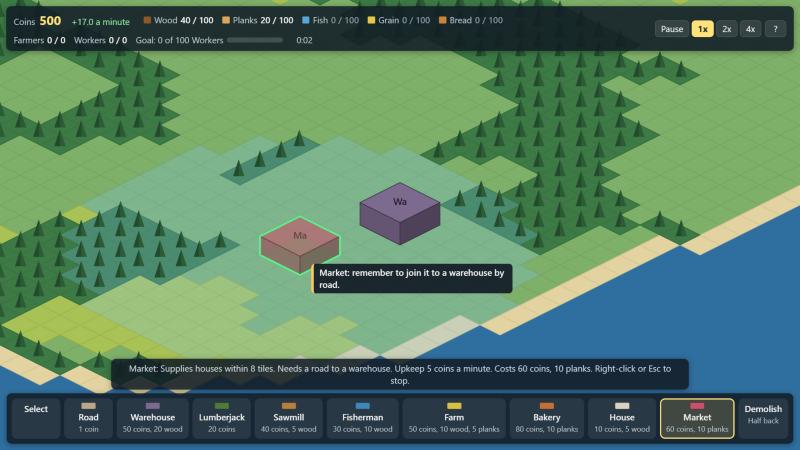 Coins 500 +17.0 a minute Wood 40 / 100 Planks 20 / 100 Fish 0 / 100 Grain 0 / 100 Bread 0 / 100
Farmers 0 / 0 Workers 0 / 0 Goal: 0 of 100 Workers 0:02
Pause 1x 2x 4x ?
Wa
Ma
Market: remember to join it to a warehouse by
road.
Market: Supplies houses within 8 tiles. Needs a road to a warehouse. Upkeep 5 coins a minute. Costs 60 coins, 10 planks. Right-click or Esc to
stop.
Select
Road
1 coin
Warehouse
50 coins, 20 wood
Lumberjack
20 coins
Sawmill
40 coins, 5 wood
Fisherman
30 coins, 10 wood
Farm
50 coins, 10 wood, 5 planks
Bakery
80 coins, 10 planks
House
10 coins, 5 wood
Market
60 coins, 10 planks
Demolish
Half back